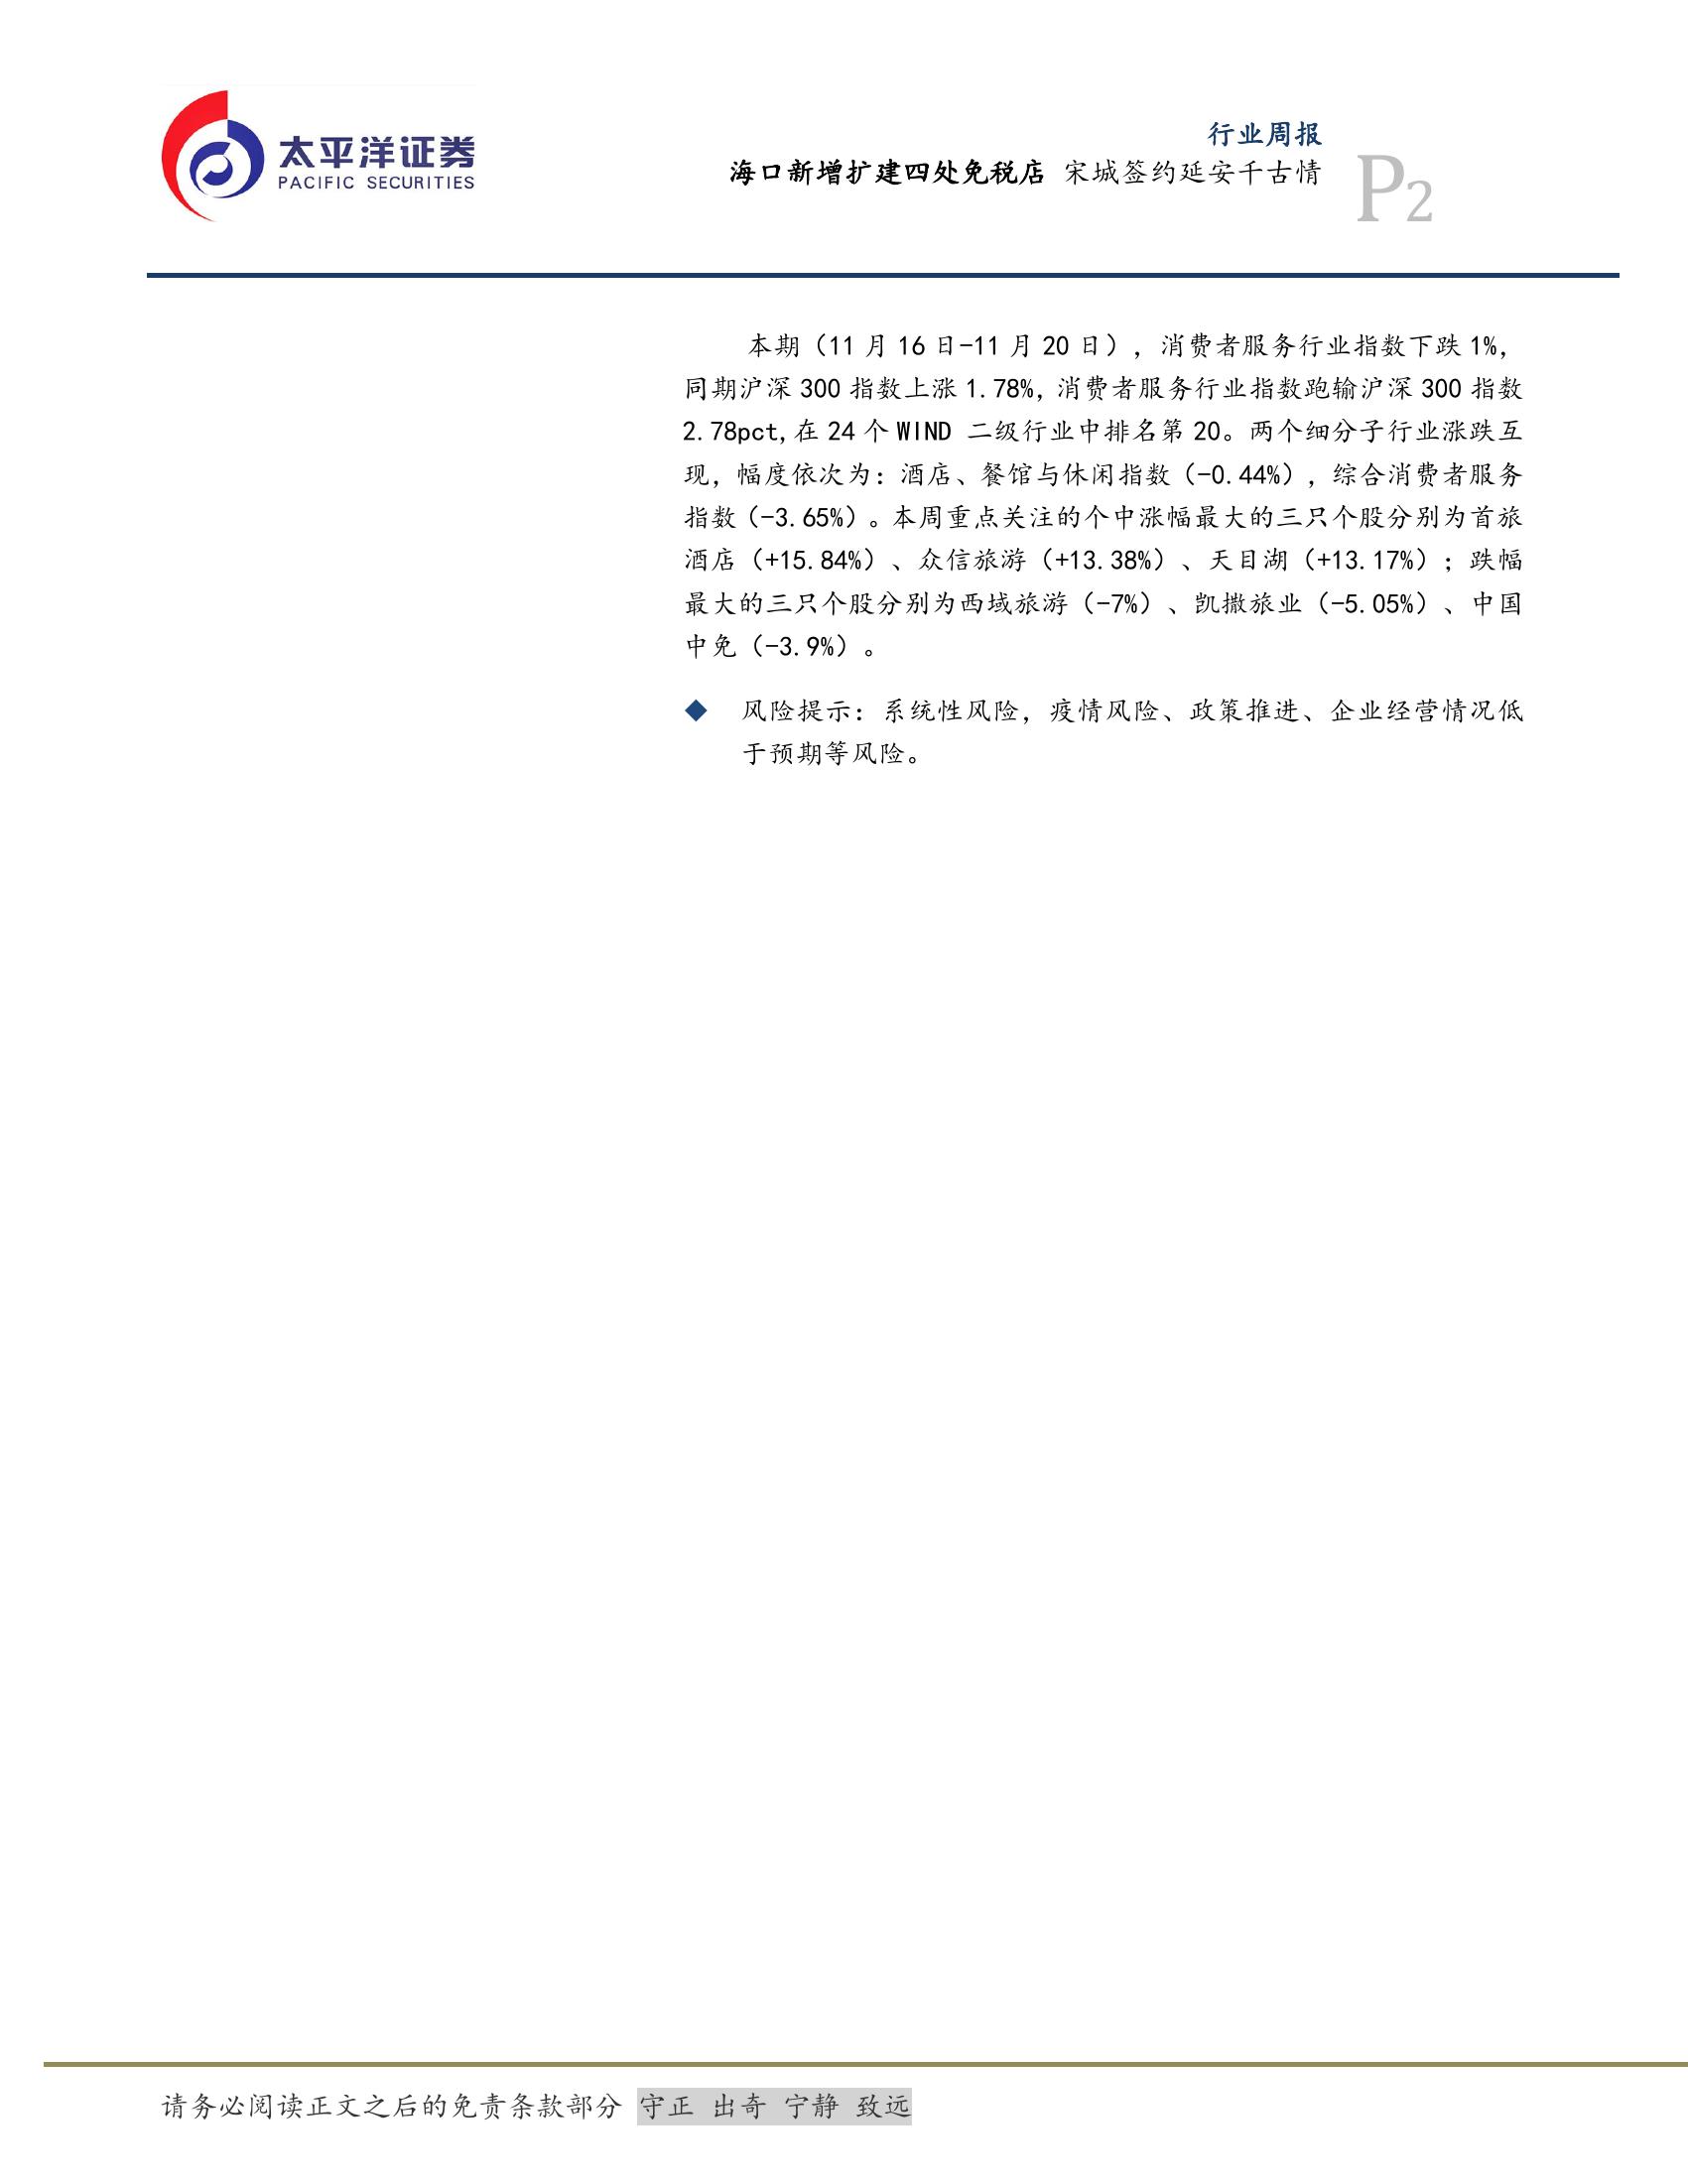 太平洋证券
PACIFIC SECURITIES
行业周报
海口新增扩建四处免税店 宋城签约延安千古情
P2
本期（11 月 16 日-11 月 20 日），消费者服务行业指数下跌 1%，
同期沪深 300 指数上涨 1.78%,消费者服务行业指数跑输沪深 300 指数
2.78pct,在 24 个 WIND 二级行业中排名第 20。两个细分子行业涨跌互
现，幅度依次为：酒店、餐馆与休闲指数（-0.44%），综合消费者服务
指数（-3.65%）。本周重点关注的个中涨幅最大的三只个股分别为首旅
酒店（+15.84%）、众信旅游（+13.38%）、天目湖（+13.17%）；跌幅
最大的三只个股分别为西域旅游（-7%）、凯撒旅业（-5.05%）、中国
中免（-3.9%）。
◆ 风险提示：系统性风险，疫情风险、政策推进、企业经营情况低
于预期等风险。
请务必阅读正文之后的免责条款部分 守正 出奇 宁静 致远